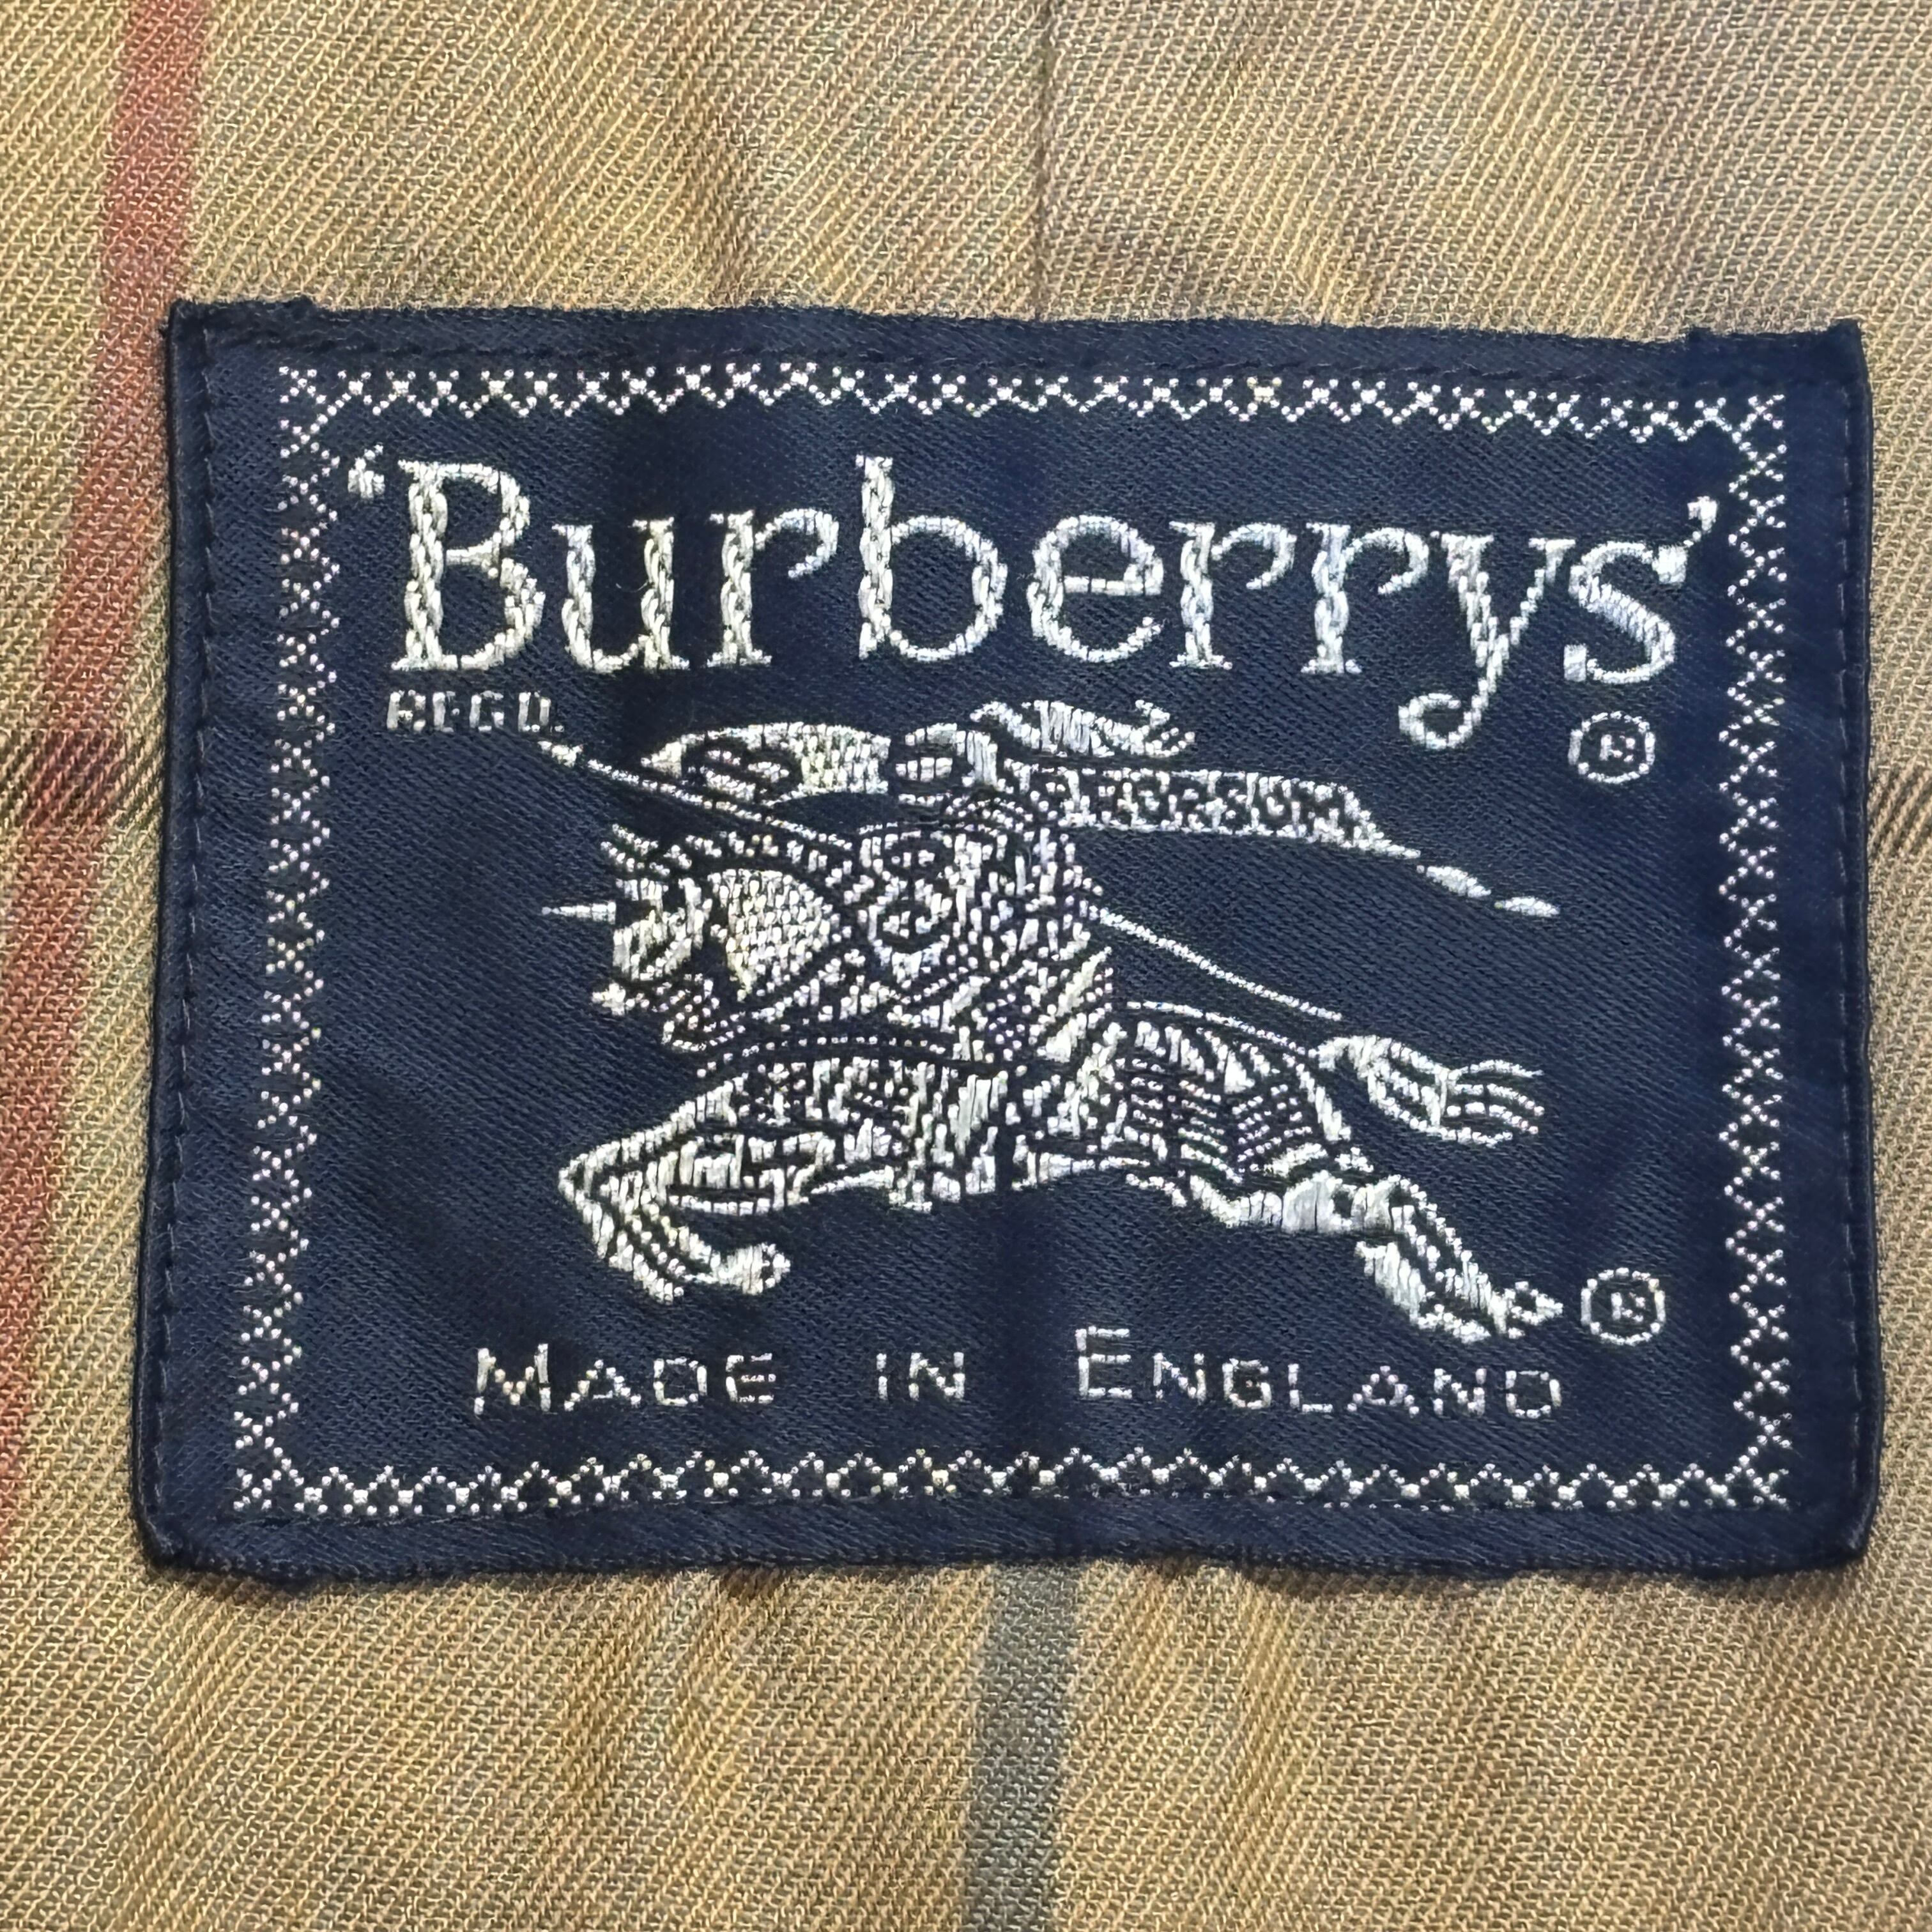 ‘Burberrys’
REGD.
®
PRORSUM
®
MADE IN ENGLAND